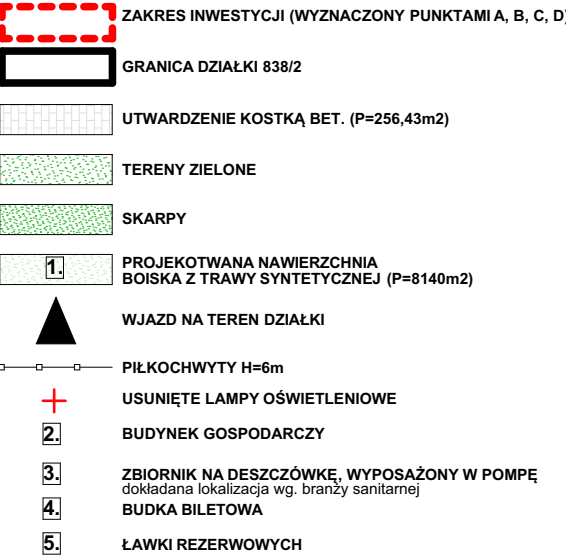 ZAKRES INWESTYCJI (WYZNACZONY PUNKTAMI A, B, C, D)
GRANICA DZIAŁKI 838/2
UTWARDZENIE KOSTKĄ BET. (P=256,43m2)
TERENY ZIELONE
SKARPY
1. PROJEKOTWANA NAWIERZCHNIA
BOISKA Z TRAWY SYNTETYCZNEJ (P=8140m2)
WJAZD NA TEREN DZIAŁKI
PIŁKOCHWYTY H=6m
USUNIĘTE LAMPY OŚWIETLENIOWE
2. BUDYNEK GOSPODARCZY
3. ZBIORNIK NA DESZCZÓWKĘ, WYPOSAŻONY W POMPĘ
dokładana lokalizacja wg. branży sanitarnej
4. BUDKA BILETOWA
5. ŁAWKI REZERWOWYCH